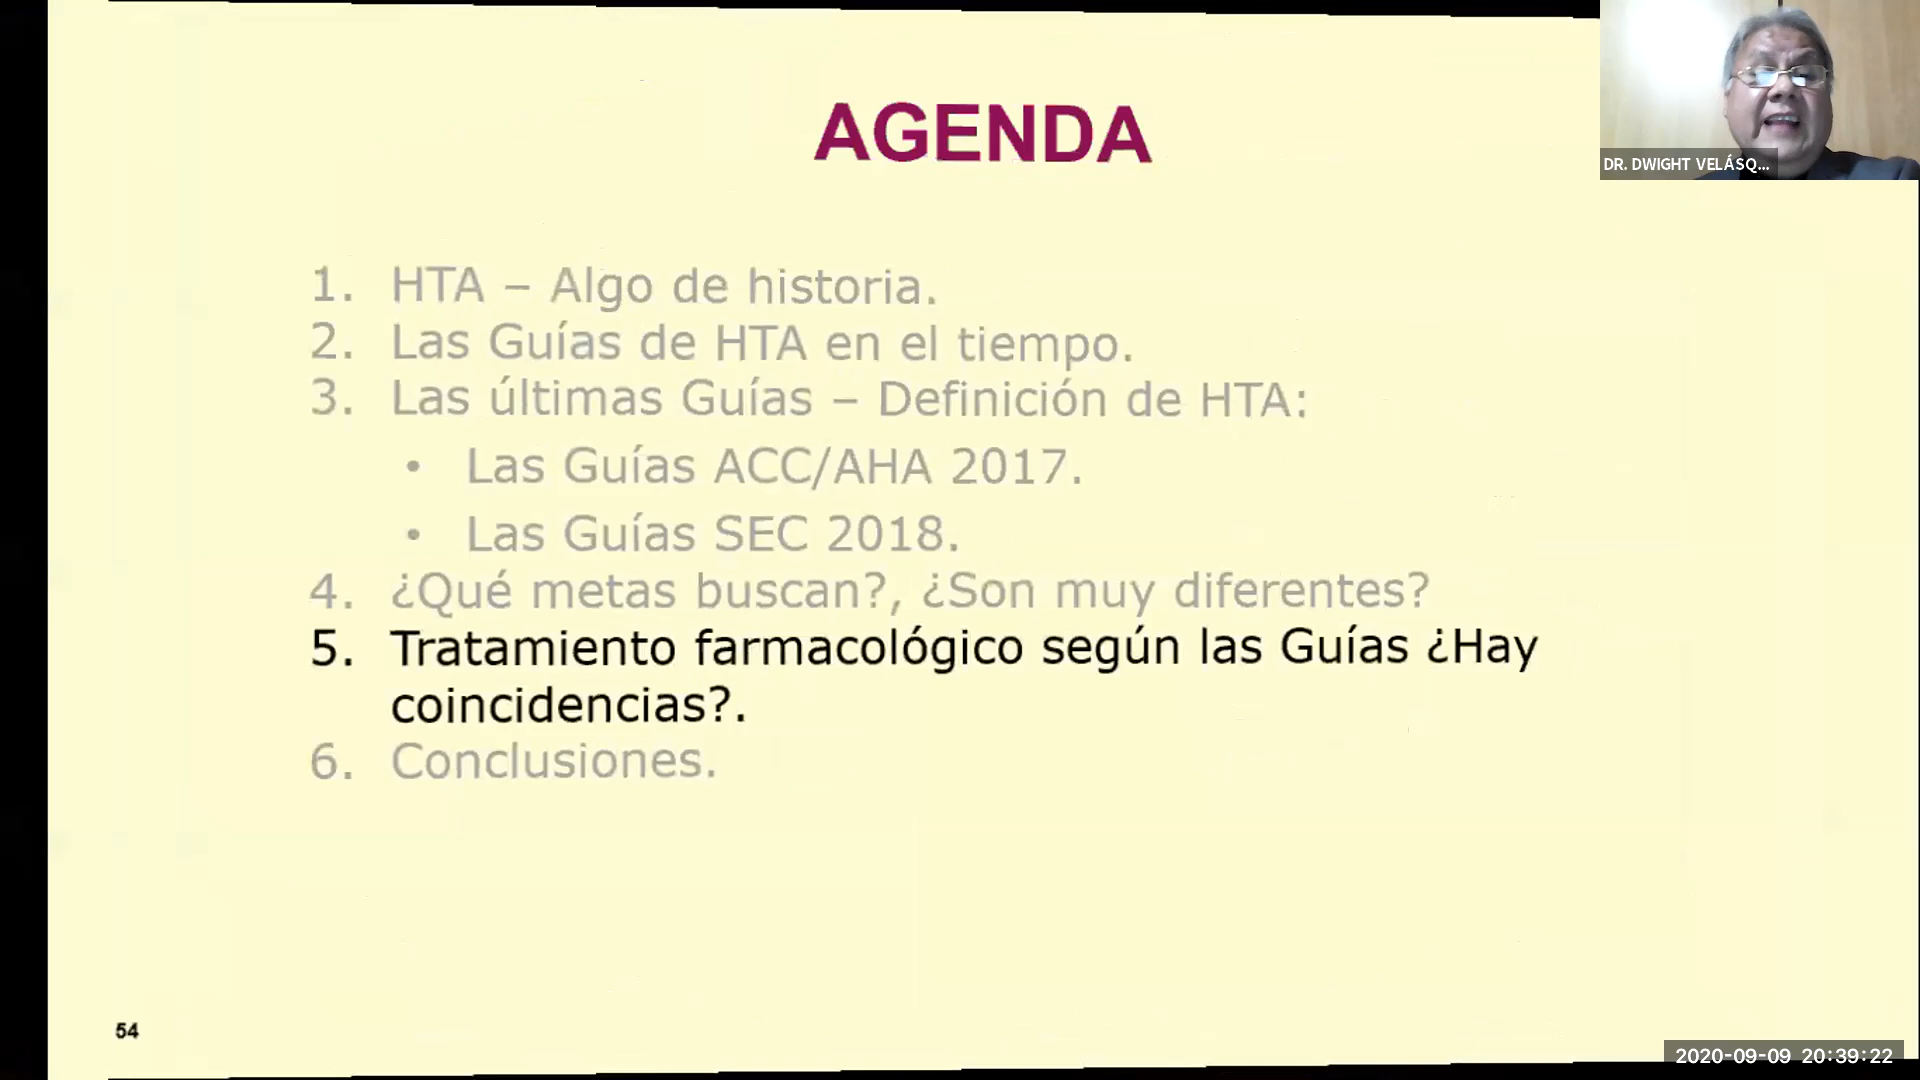 AGENDA
DR. DWIGHT VELÁSQ...
1. HTA – Algo de historia.
2. Las Guías de HTA en el tiempo.
3. Las últimas Guías – Definición de HTA:
• Las Guías ACC/AHA 2017.
• Las Guías SEC 2018.
4. ¿Qué metas buscan?, ¿Son muy diferentes?
5. Tratamiento farmacológico según las Guías ¿Hay
coincidencias?.
6. Conclusiones.
54
2020-09-09 20:39:22